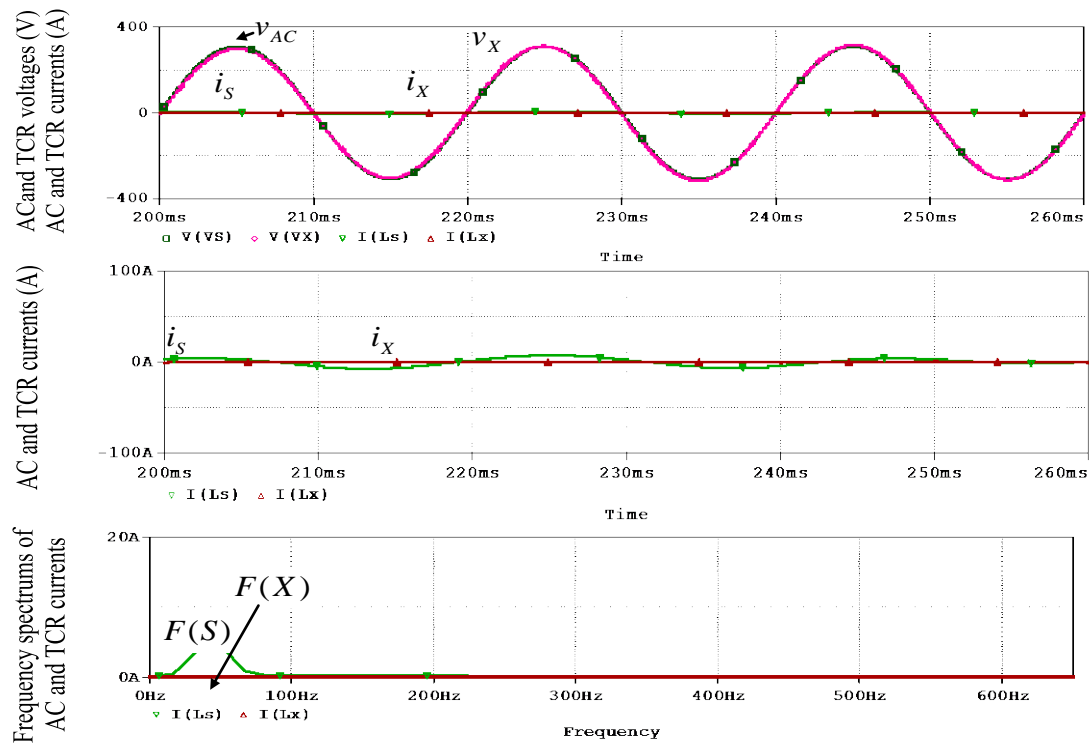 ACand TCR voltages (V)
AC and TCR currents (A)
400
0
-400
v_AC
v_X
i_S
i_X
200ms 210ms 220ms 230ms 240ms 250ms 260ms
V(VS) V(VX) I(Ls) I(Lx)
Time
AC and TCR currents (A)
100A
0A
-100A
i_S
i_X
200ms 210ms 220ms 230ms 240ms 250ms 260ms
I(Ls) I(Lx)
Time
Frequency spectrums of
AC and TCR currents
20A
0A
F(X)
F(S)
0Hz 100Hz 200Hz 300Hz 400Hz 500Hz 600Hz
I(Ls) I(Lx)
Frequency